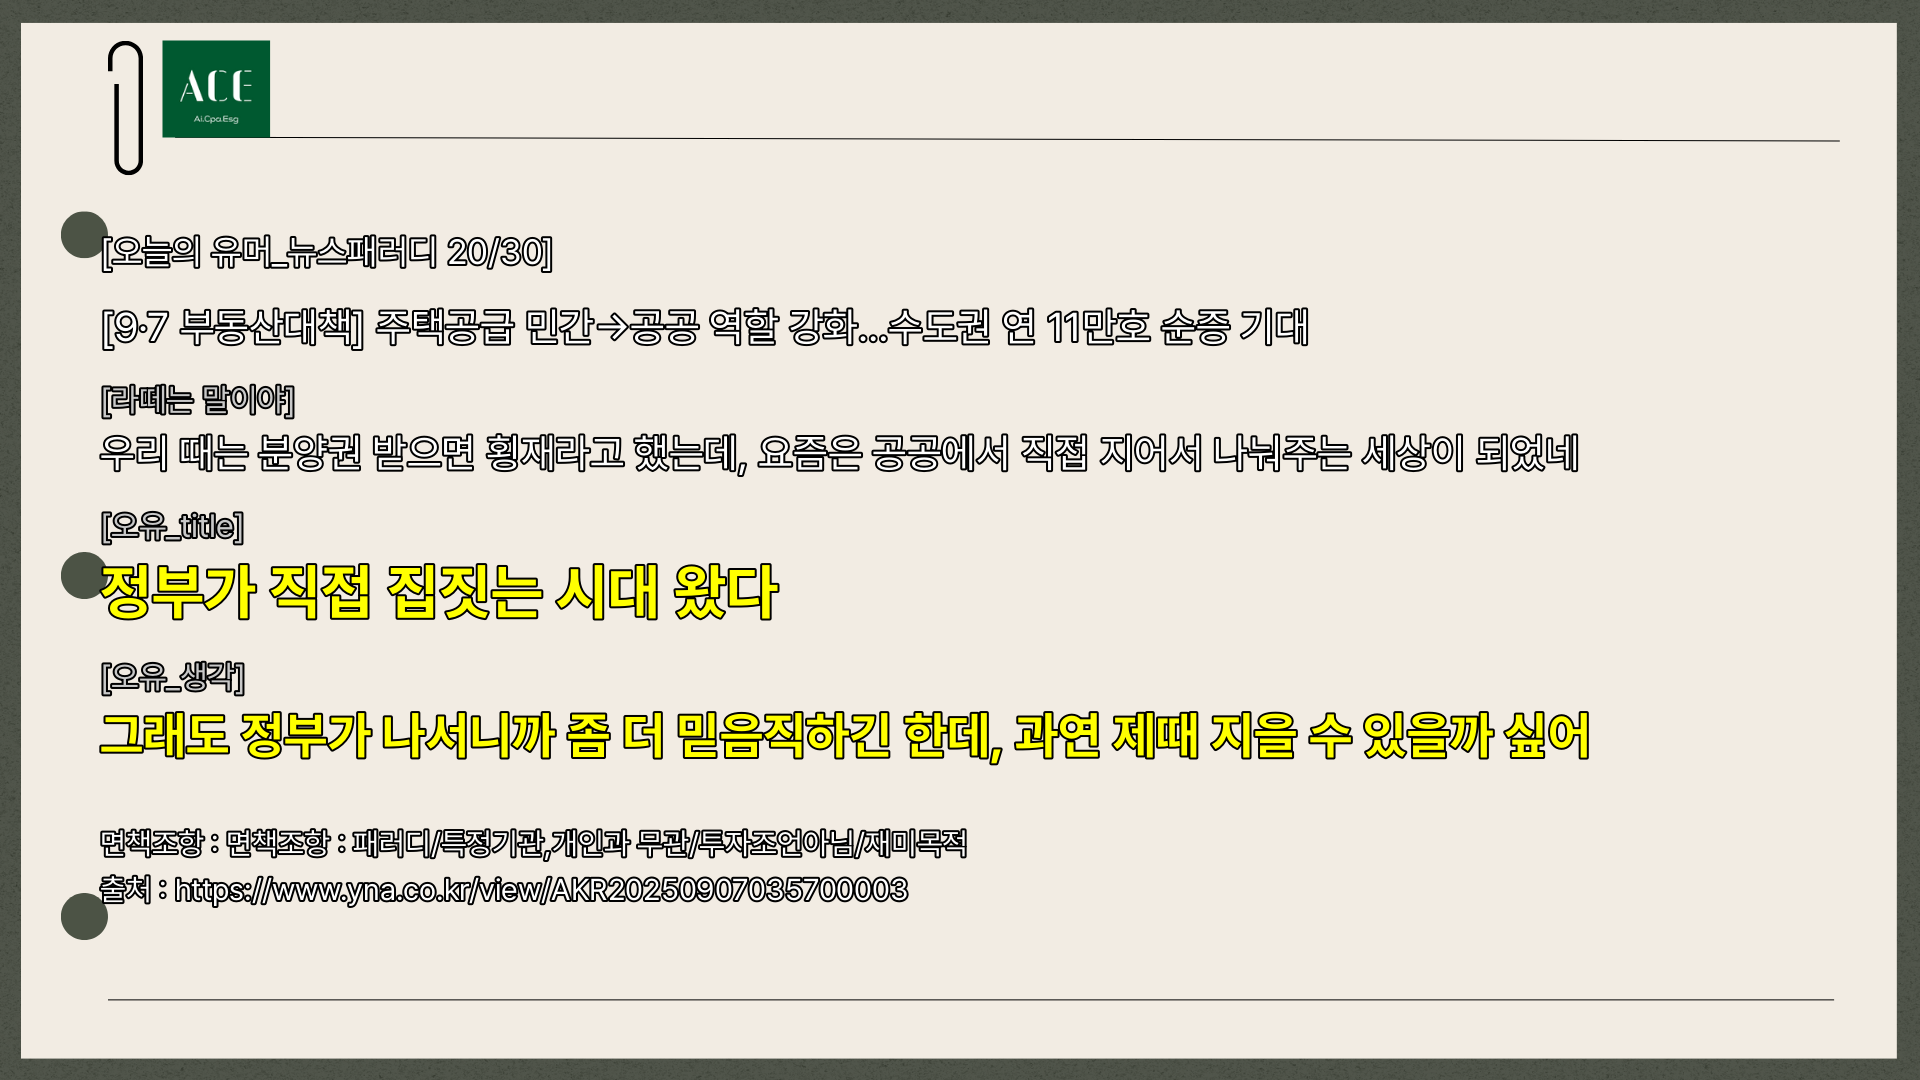 ACE
Ai.Cpa.Esg
[오늘의 유머_뉴스패러디 20/30]
[9·7 부동산대책] 주택공급 민간→공공 역할 강화...수도권 연 11만호 순증 기대
[라떼는 말이야]
우리 때는 분양권 받으면 횡재라고 했는데, 요즘은 공공에서 직접 지어서 나눠주는 세상이 되었네
[오유_title]
정부가 직접 집짓는 시대 왔다
[오유_생각]
그래도 정부가 나서니까 좀 더 믿음직하긴 한데, 과연 제때 지을 수 있을까 싶어
면책조항 : 면책조항 : 패러디/특정기관,개인과 무관/투자조언아님/재미목적
출처 : https://www.yna.co.kr/view/AKR20250907035700003